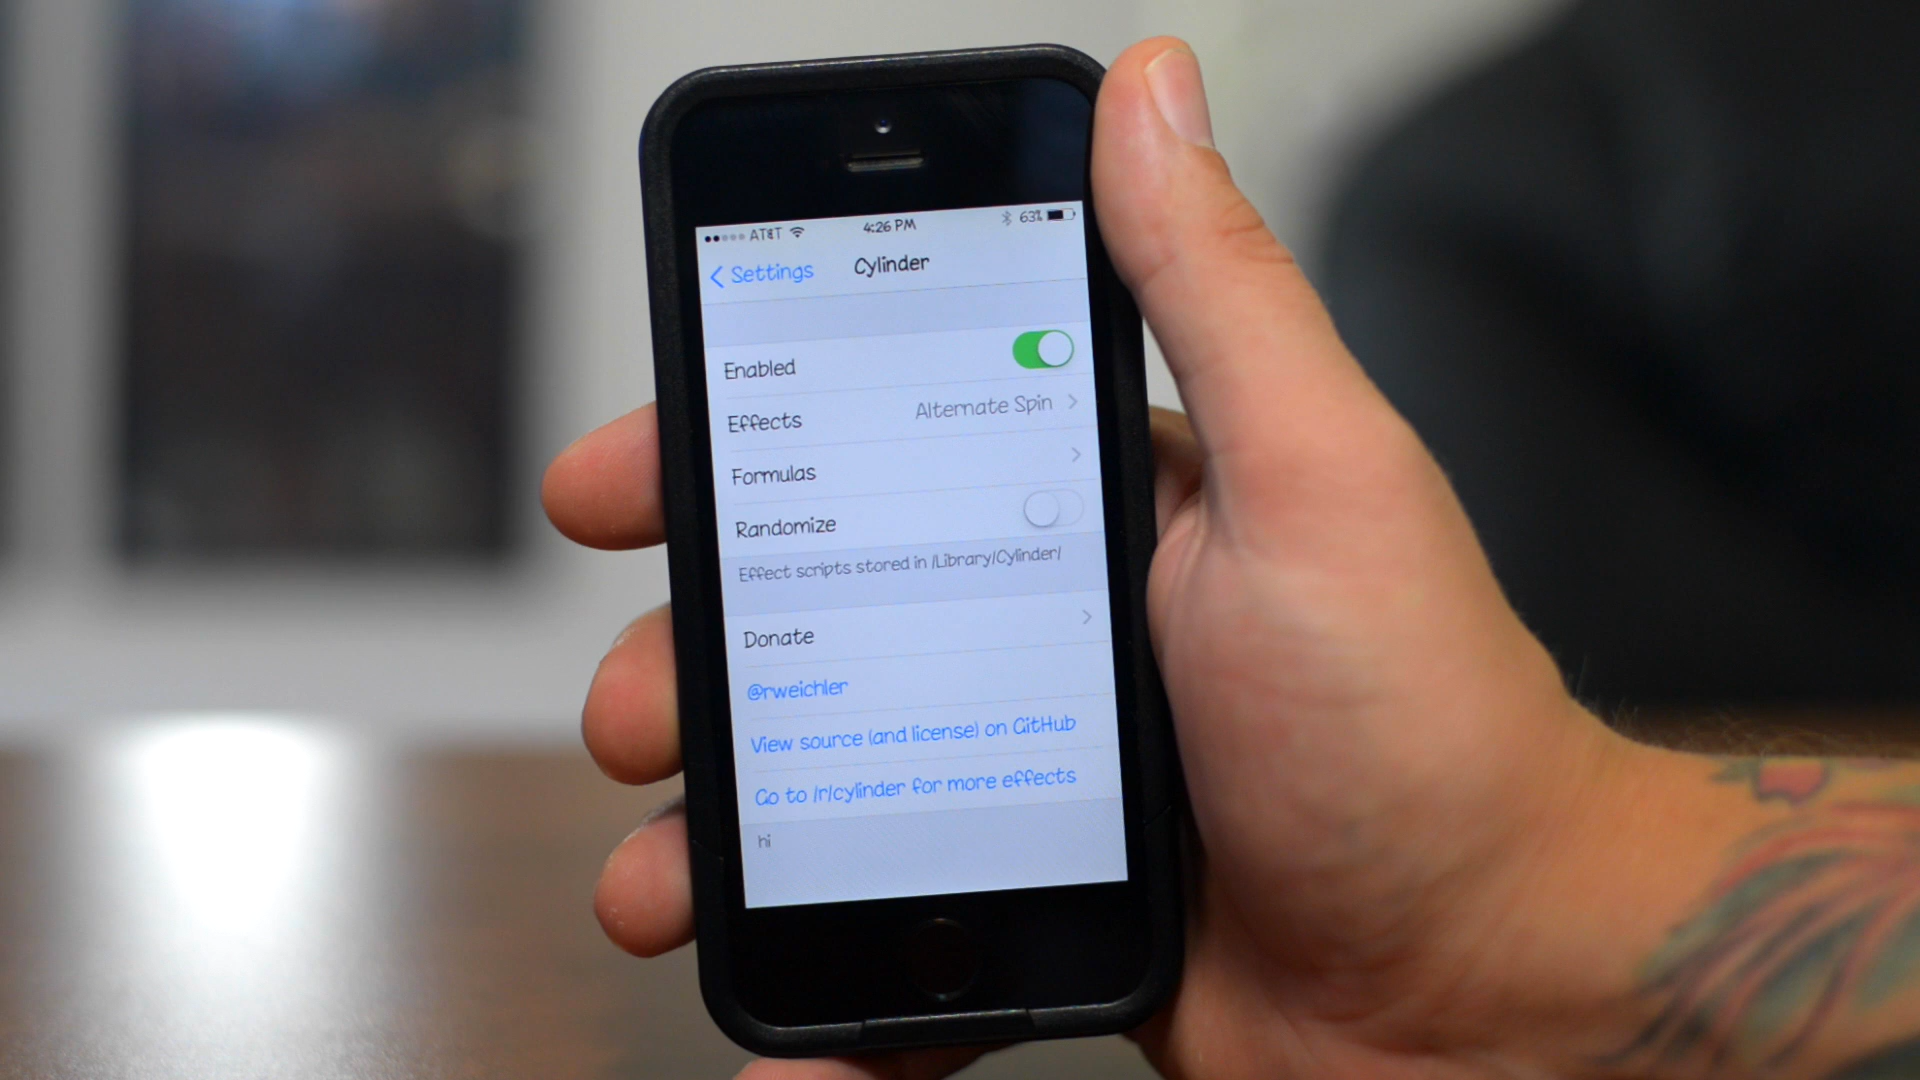 AT&T 4:26 PM 63%
Settings Cylinder
Enabled
Effects Alternate Spin
Formulas
Randomize
Effect scripts stored in /Library/Cylinder/
Donate
@rweichler
View source (and license) on GitHub
Go to /r/cylinder for more effects
hi